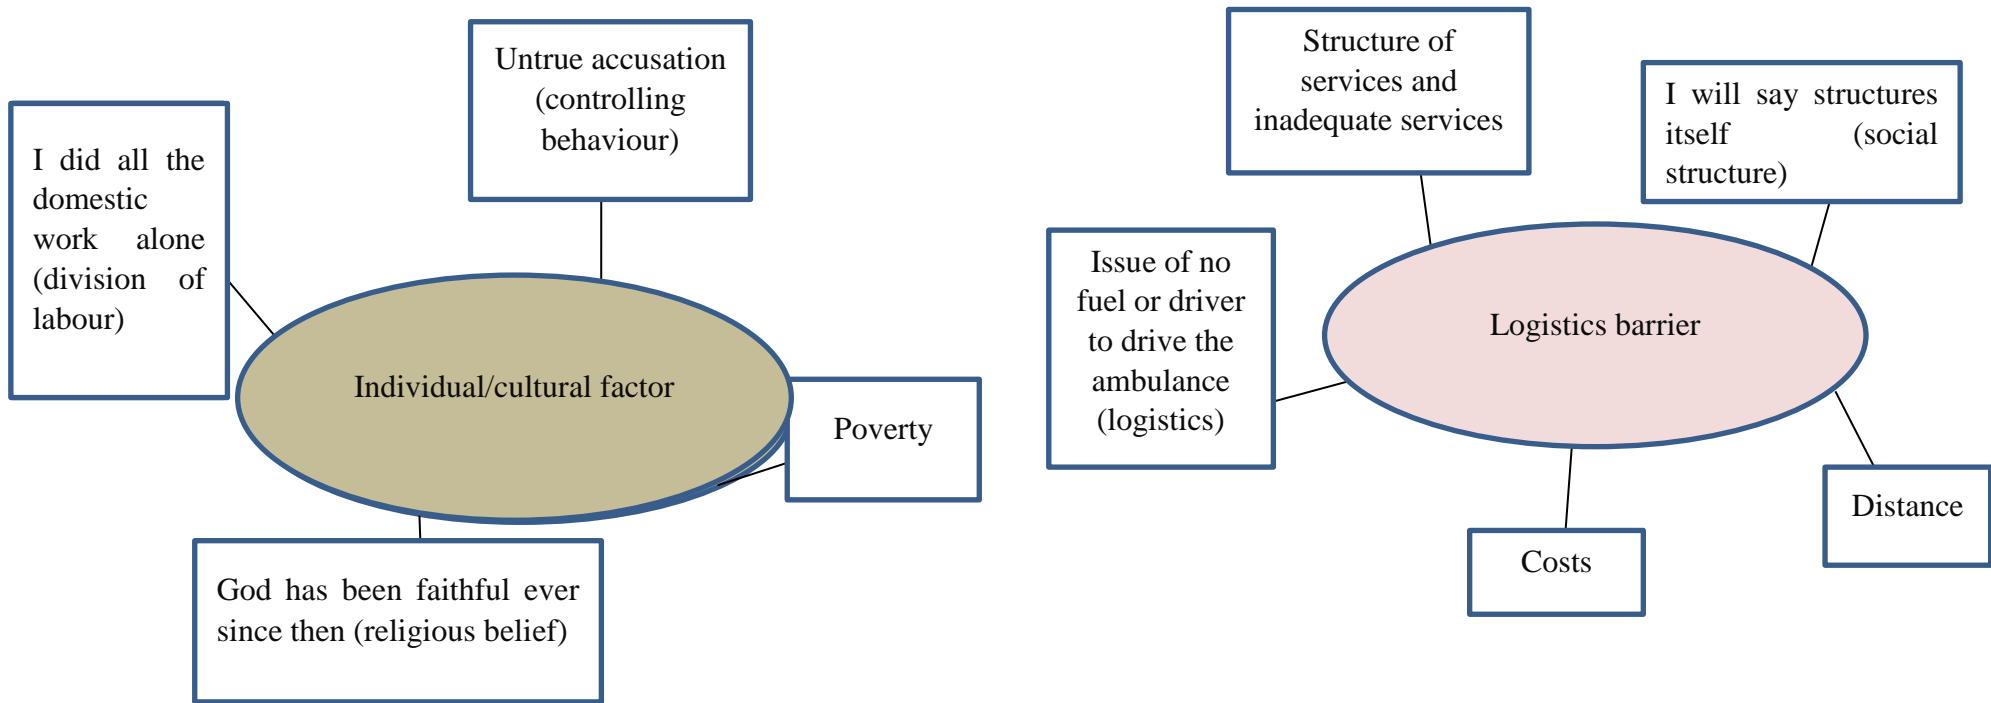 Untrue accusation
(controlling
behaviour)
I did all the
domestic
work alone
(division of
labour)
Individual/cultural factor
Poverty
God has been faithful ever
since then (religious belief)
Structure of
services and
inadequate services
I will say structures
itself (social
structure)
Issue of no
fuel or driver
to drive the
ambulance
(logistics)
Logistics barrier
Distance
Costs